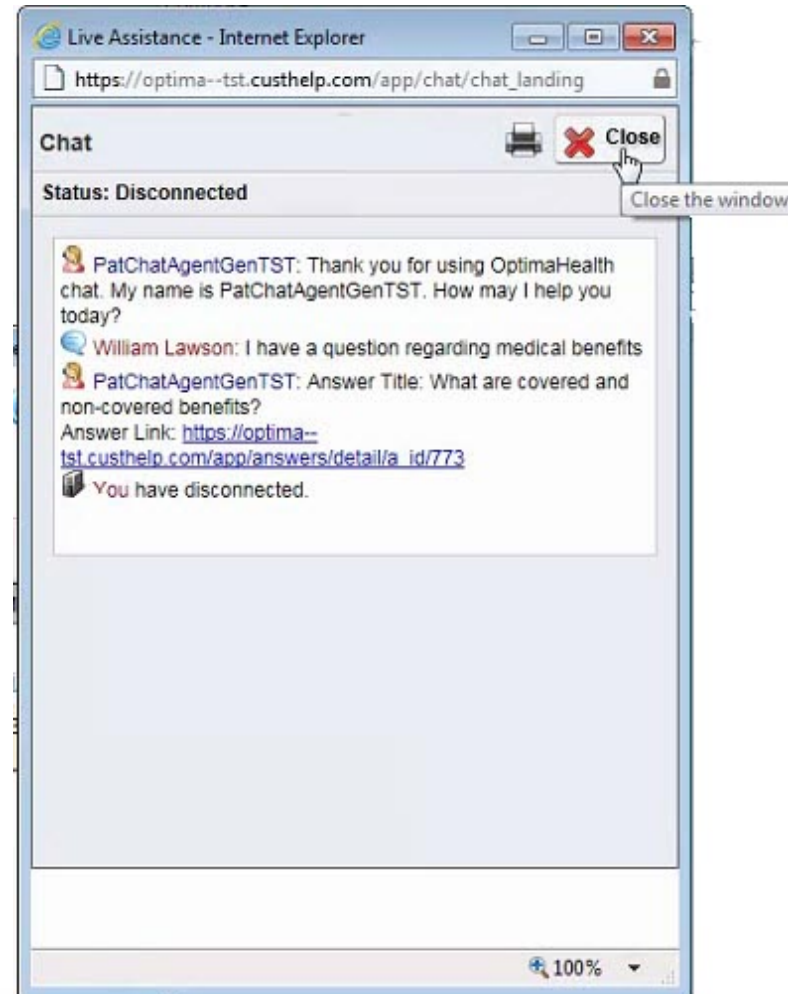 Live Assistance - Internet Explorer
https://optima--tst.custhelp.com/app/chat/chat_landing
Chat
Close
Status: Disconnected
Close the window
PatChatAgentGenTST: Thank you for using OptimaHealth
chat. My name is PatChatAgentGenTST. How may I help you
today?
William Lawson: I have a question regarding medical benefits
PatChatAgentGenTST: Answer Title: What are covered and
non-covered benefits?
Answer Link: https://optima--
tst.custhelp.com/app/answers/detail/a_id/773
You have disconnected.
100%